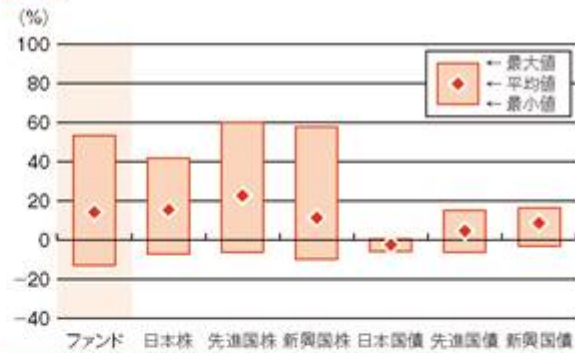 (%)
100
80
60
40
20
0
-20
-40
← 最大値
← 平均値
← 最小値
ファンド 日本株 先進国株 新興国株 日本国債 先進国債 新興国債